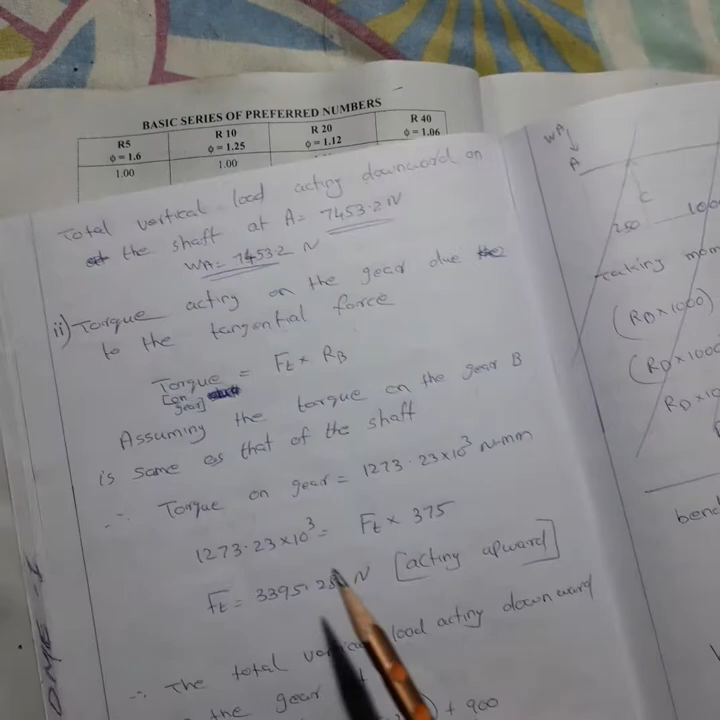 BASIC SERIES OF PREFERRED NUMBERS
R5 R 10 R 20 R 40
ϕ = 1.6 ϕ = 1.25 ϕ = 1.12 ϕ = 1.06
1.00 1.00
Total vertical load acting downward on
the shaft at A = 7453.2 N
WA = 7453.2 N
ii) Torque acting on the gear due
to the tangential force
Torque = Ft × RB
[on gear]
Assuming the torque on the gear B
is same as that of the shaft
∴ Torque on gear = 1273.23×10³ N-mm
1273.23×10³ = Ft × 375
Ft = 3395.28 N [acting upward]
∴ The total vertical load acting downward
the gear
+ 900
DME-1
WA
A
C
250 100
Taking mom
(RD×1000)
(RD×1000
RD×10
bend